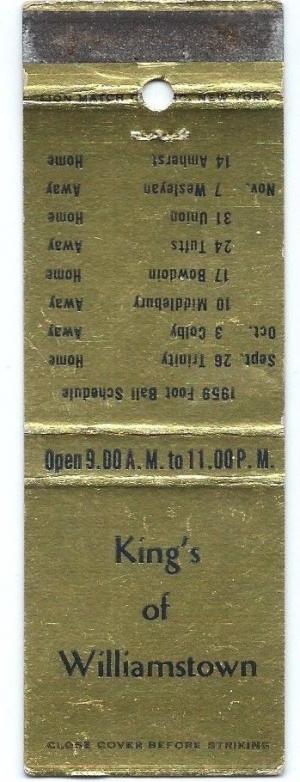 LION MATCH NEW YORK
1959 Foot Ball Schedule
Sept. 26 Trinity Home
Oct. 3 Colby Away
10 Middlebury Away
17 Bowdoin Home
24 Tufts Away
31 Union Home
Nov. 7 Wesleyan Away
14 Amherst Home
Open 9.00 A. M. to 11.00 P. M.
King's
of
Williamstown
CLOSE COVER BEFORE STRIKING